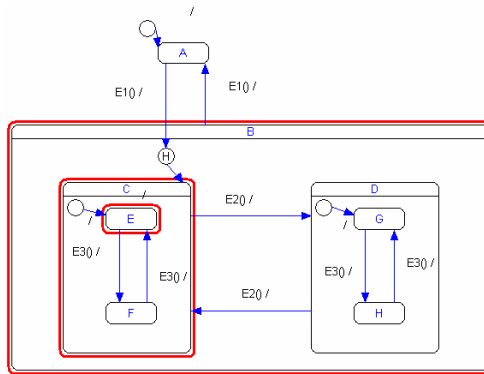 /
A
E1() /
E1() /
B
H
C
D
/
E
/
E2() /
G
/
E3() /
E3() /
E3() /
E3() /
F
E2() /
H